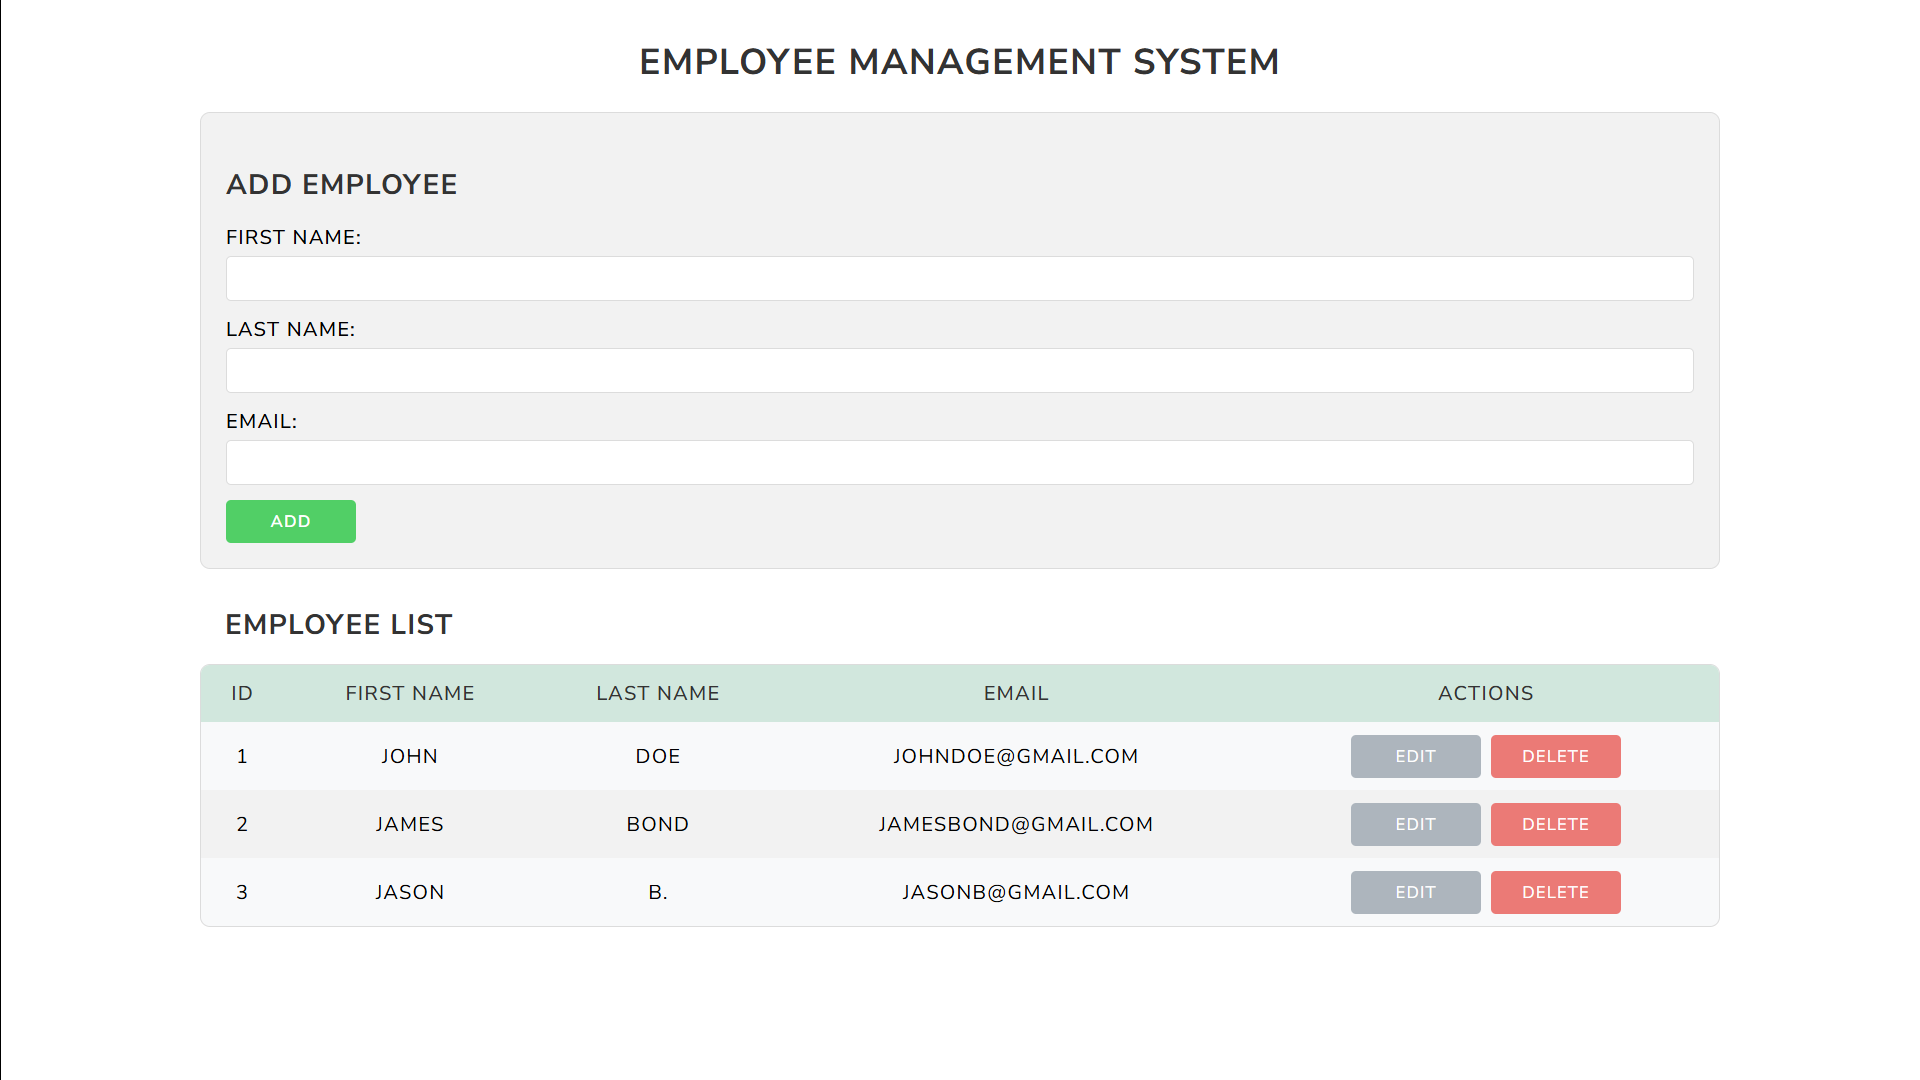 EMPLOYEE MANAGEMENT SYSTEM
ADD EMPLOYEE
FIRST NAME:
LAST NAME:
EMAIL:
ADD
EMPLOYEE LIST
ID FIRST NAME LAST NAME EMAIL ACTIONS
1 JOHN DOE JOHNDOE@GMAIL.COM EDIT DELETE
2 JAMES BOND JAMESBOND@GMAIL.COM EDIT DELETE
3 JASON B. JASONB@GMAIL.COM EDIT DELETE